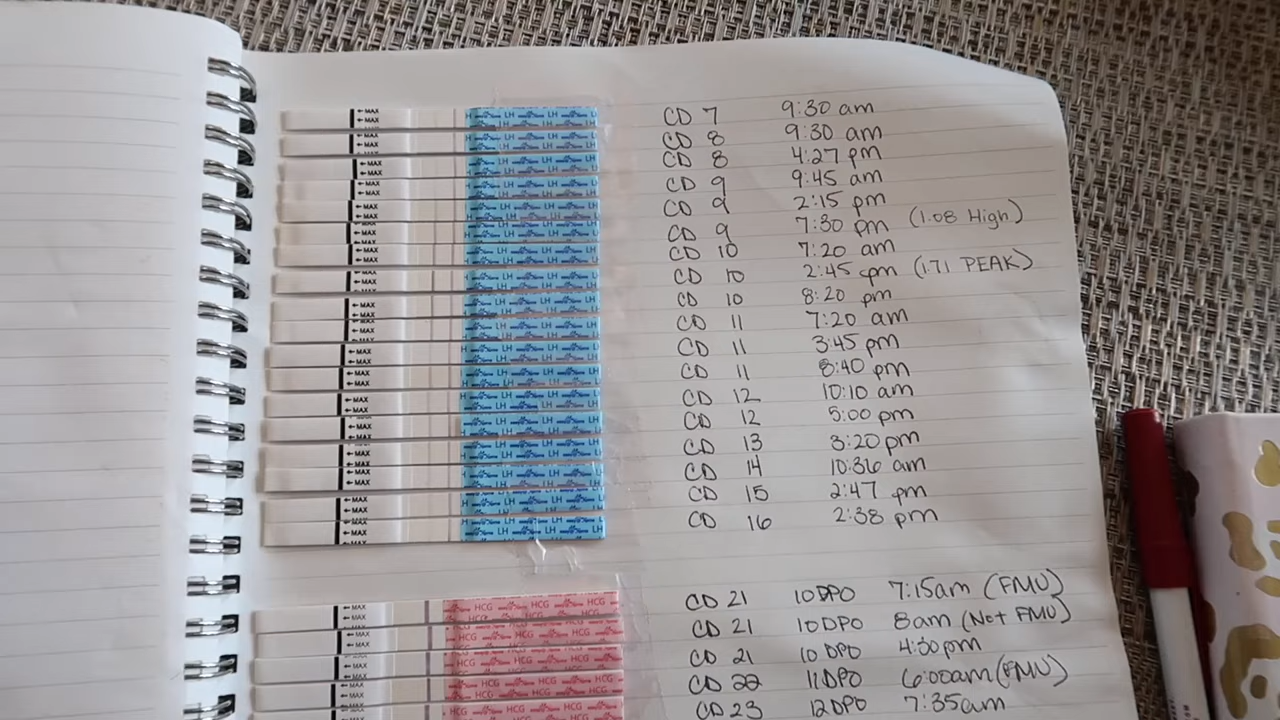 CD 7 9:30 am
CD 8 9:30 am
CD 8 4:27 pm
CD 9 9:45 am
CD 9 2:15 pm
CD 9 7:30 pm (1.08 High)
CD 10 7:20 am
CD 10 2:45 pm (1.71 PEAK)
CD 10 8:20 pm
CD 11 7:20 am
CD 11 3:45 pm
CD 11 8:40 pm
CD 12 10:10 am
CD 12 5:00 pm
CD 13 3:20 pm
CD 14 10:36 am
CD 15 2:47 pm
CD 16 2:38 pm
CD 21 10DPO 7:15am (FMU)
CD 21 10DPO 8am (Not FMU)
CD 21 10DPO 4:30pm
CD 22 11DPO 6:00am (FMU)
CD 23 12DPO 7:35am
MAX
LH
HCG